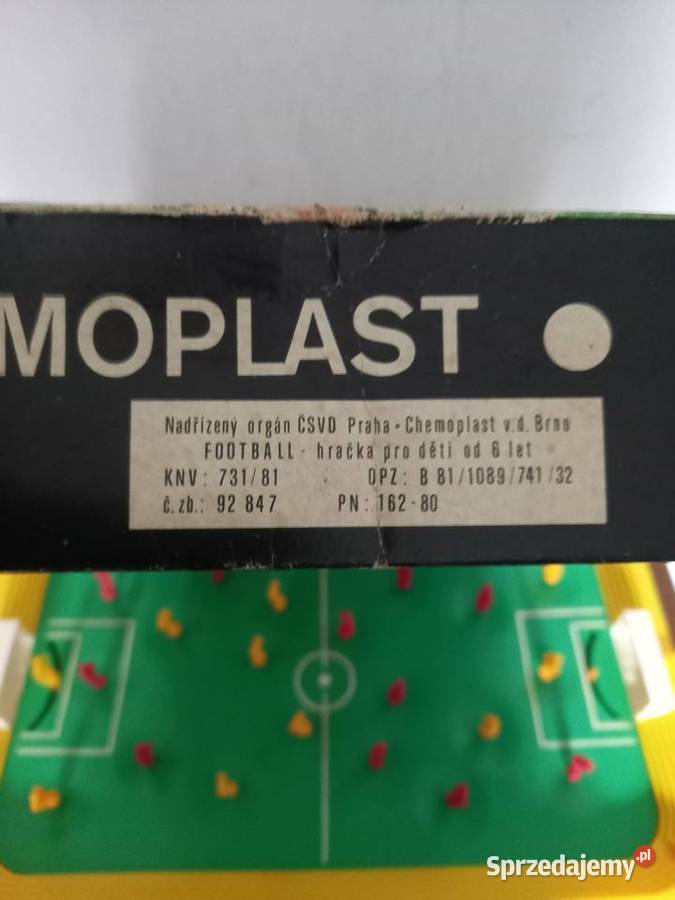 MOPLAST
Nadřízený orgán ČSVD Praha - Chemoplast v.d. Brno
FOOTBALL - hračka pro děti od 6 let
KNV: 731/81 OPZ: B 81/1089/741/32
č.zb.: 92 847 PN: 162-80
Sprzedajemy.pl